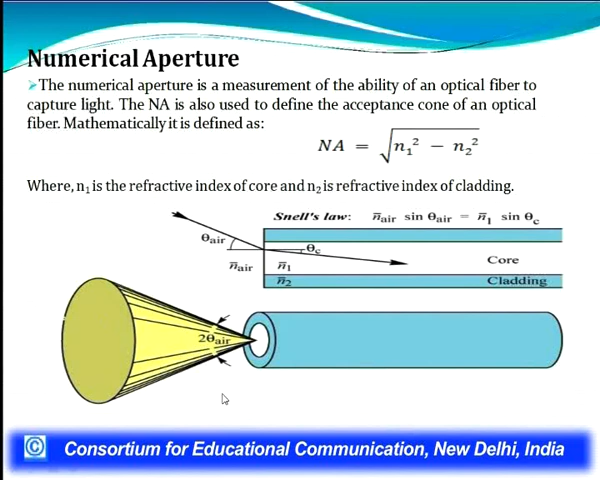 Numerical Aperture
➢The numerical aperture is a measurement of the ability of an optical fiber to
capture light. The NA is also used to define the acceptance cone of an optical
fiber. Mathematically it is defined as:
NA = √(n₁² − n₂²)
Where, n₁ is the refractive index of core and n₂ is refractive index of cladding.
Snell's law: n̅air sin Θair = n̅₁ sin Θc
Θair
Θc
Core
n̅air n̅₁
n̅₂ Cladding
2Θair
© Consortium for Educational Communication, New Delhi, India